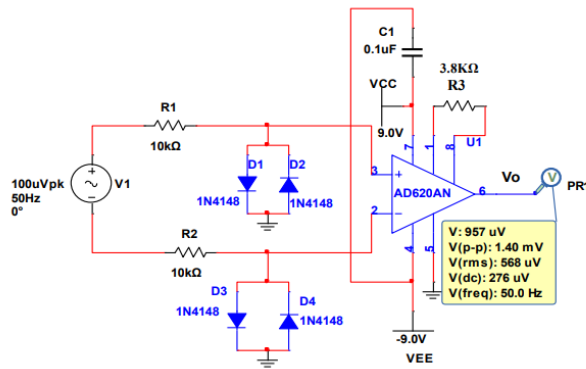 C1
0.1uF
3.8KΩ
R3
VCC
9.0V
R1
10kΩ
7
1
8
U1
D1
D2
1N4148
3
+
AD620AN
6
Vo
V
PR1
100uVpk
50Hz
0°
+
−
V1
2
−
R2
10kΩ
4
5
V: 957 uV
V(p-p): 1.40 mV
V(rms): 568 uV
V(dc): 276 uV
V(freq): 50.0 Hz
D3
D4
1N4148
1N4148
-9.0V
VEE